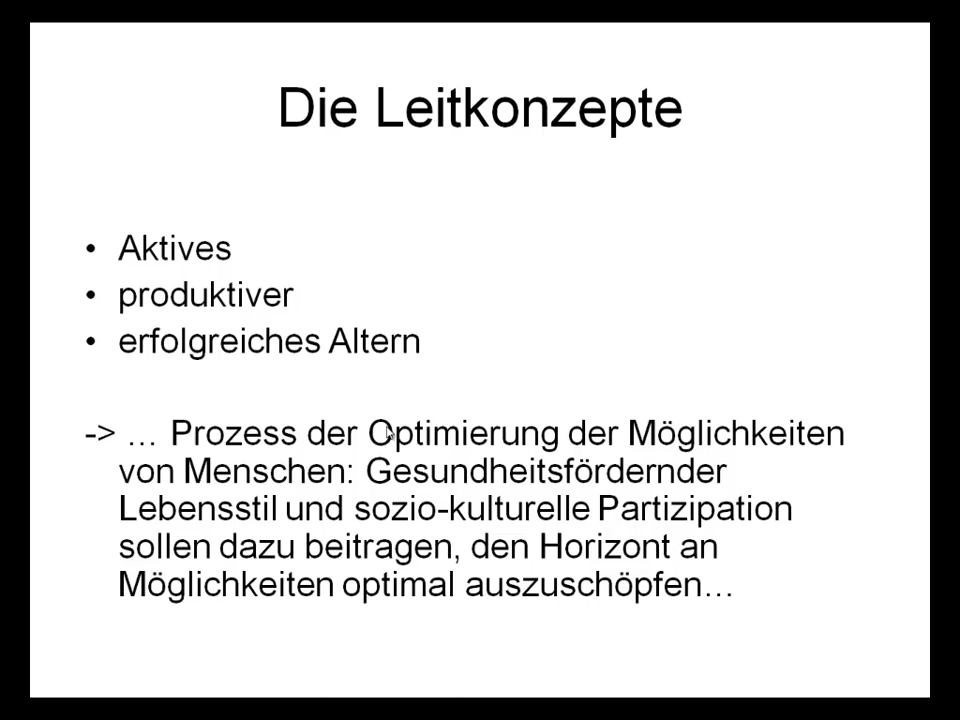 Die Leitkonzepte
• Aktives
• produktiver
• erfolgreiches Altern
-> … Prozess der Optimierung der Möglichkeiten
von Menschen: Gesundheitsfördernder
Lebensstil und sozio-kulturelle Partizipation
sollen dazu beitragen, den Horizont an
Möglichkeiten optimal auszuschöpfen…